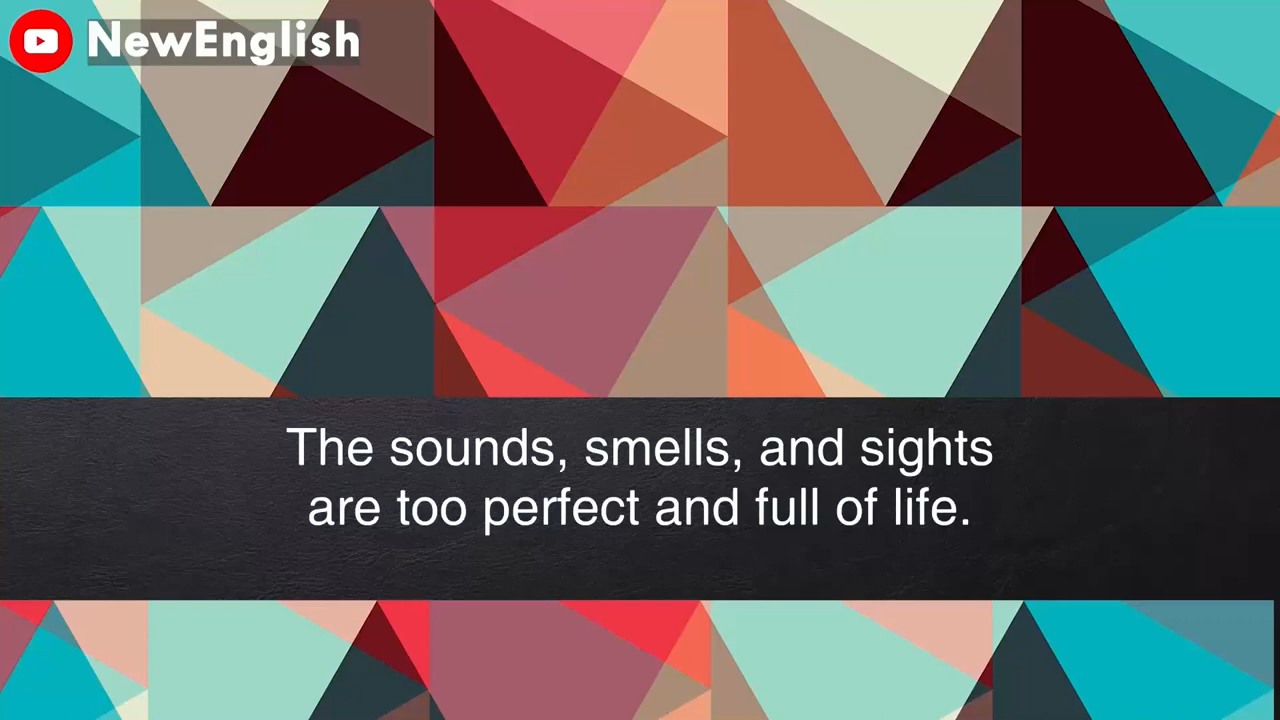 NewEnglish
The sounds, smells, and sights
are too perfect and full of life.